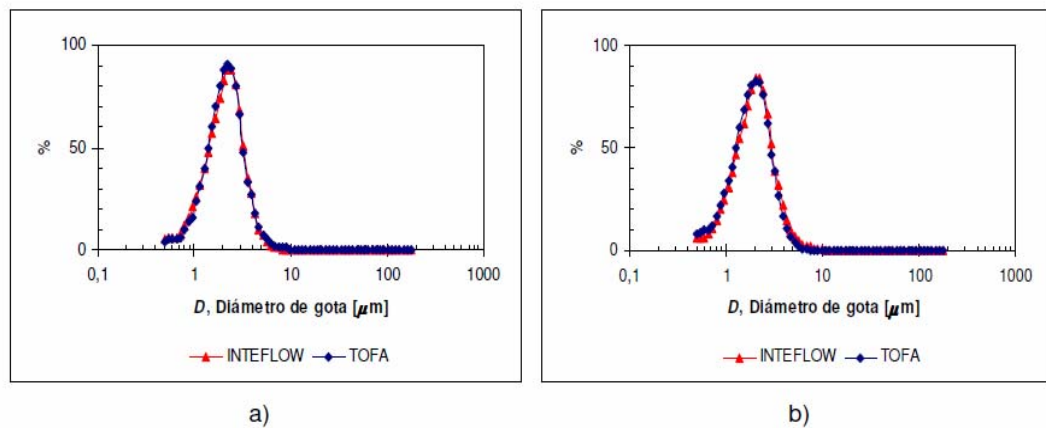 100
50
0
%
0,1
1
10
100
1000
D, Diámetro de gota [μm]
INTEFLOW
TOFA
a)
100
50
0
%
0,1
1
10
100
1000
D, Diámetro de gota [μm]
INTEFLOW
TOFA
b)